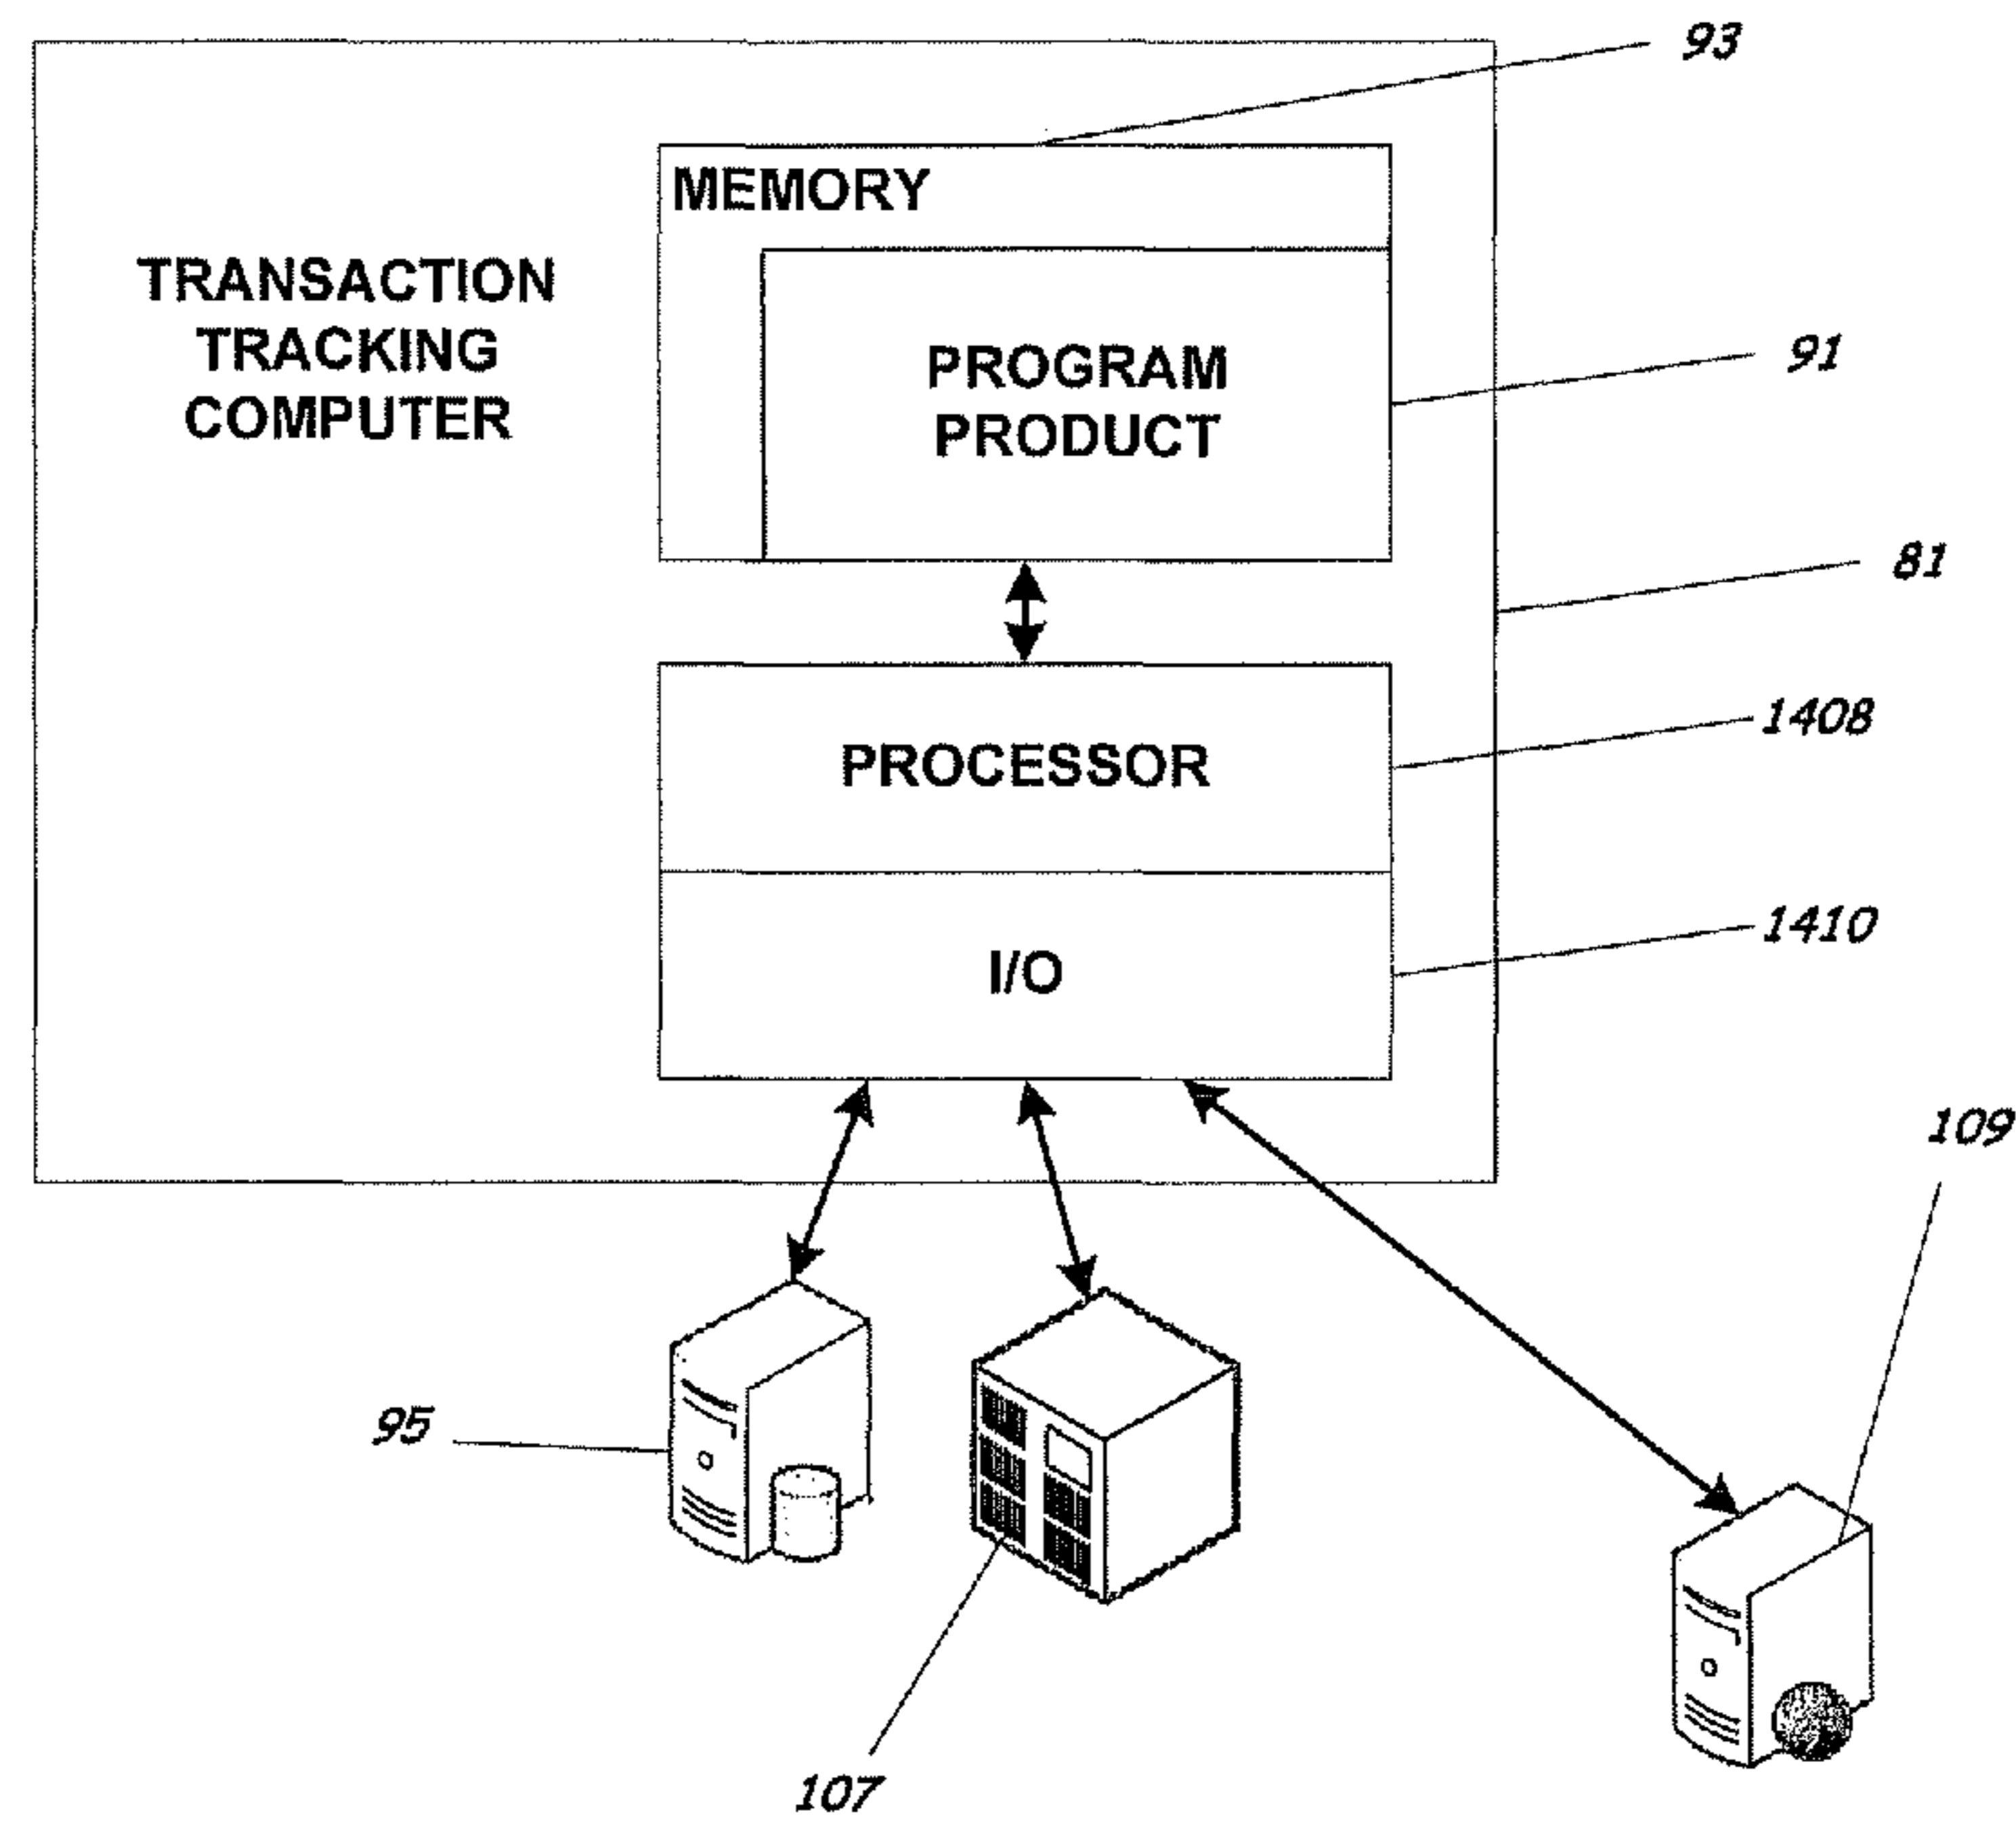 93
MEMORY
TRANSACTION
TRACKING
COMPUTER
PROGRAM
PRODUCT
91
81
1408
PROCESSOR
1410
I/O
109
95
107